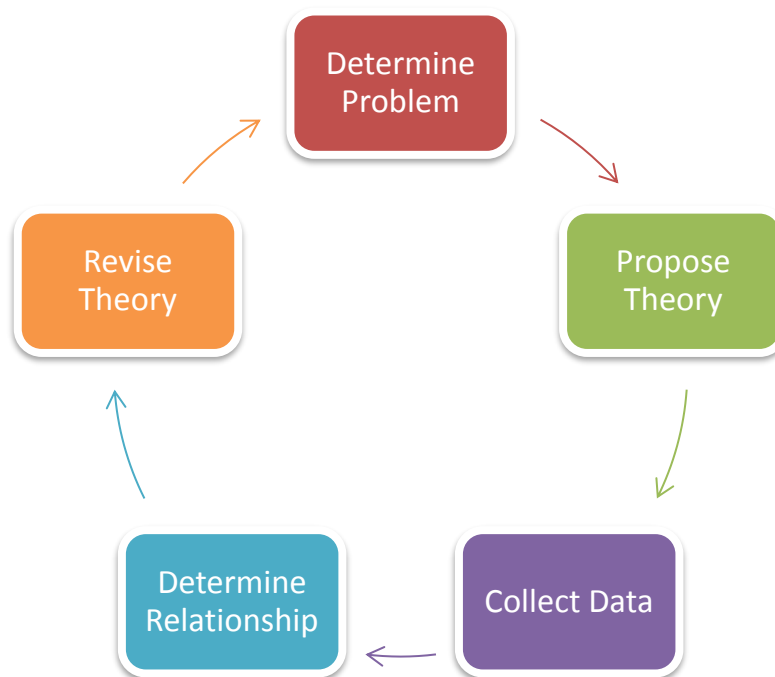 Determine
Problem
Propose
Theory
Collect Data
Determine
Relationship
Revise
Theory